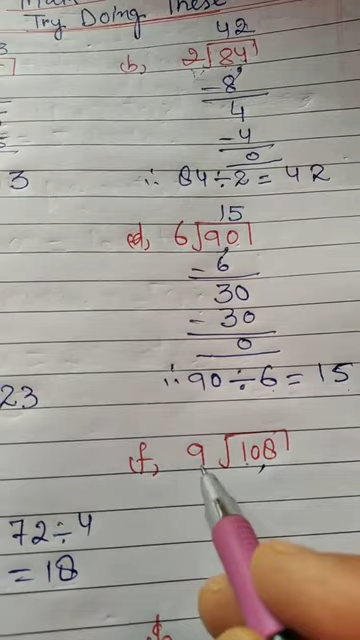 Try Doing These
42
(b, 2√84
- 8
4
- 4
0
3
∴ 84÷2 = 42
15
(d, 6√90
- 6
30
- 30
0
∴ 90÷6 = 15
23
(f, 9√108
72÷4
= 18